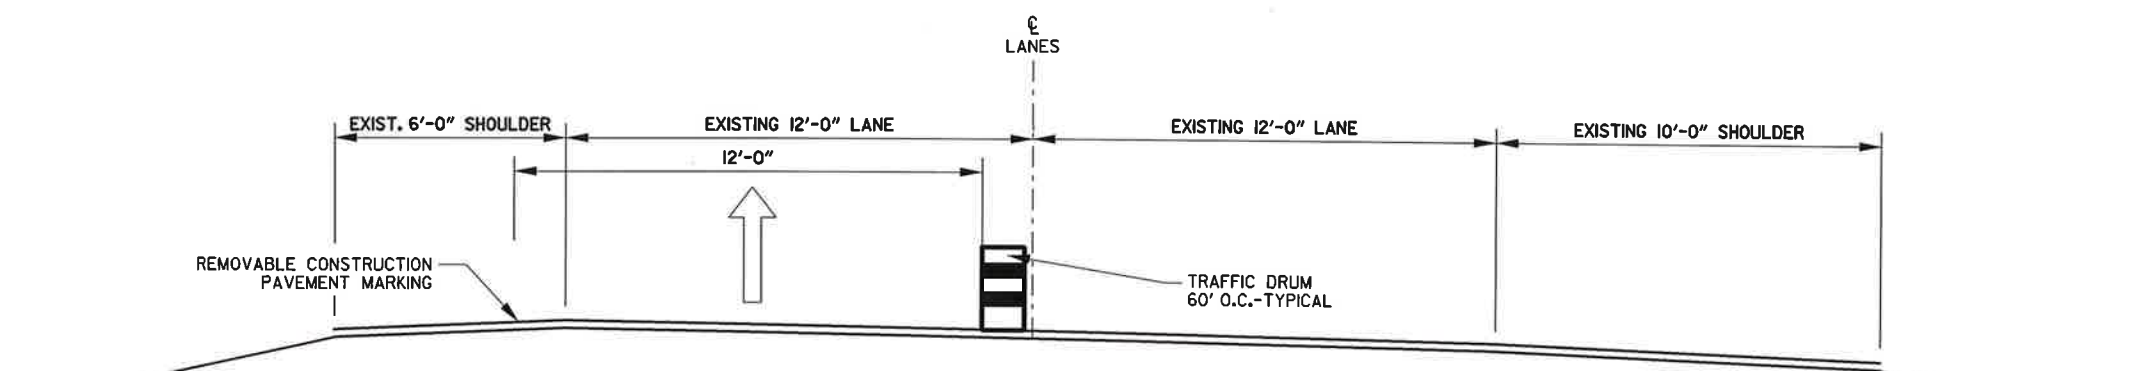 ℄
LANES
EXIST. 6'-0" SHOULDER
EXISTING 12'-0" LANE
EXISTING 12'-0" LANE
EXISTING 10'-0" SHOULDER
12'-0"
REMOVABLE CONSTRUCTION
PAVEMENT MARKING
TRAFFIC DRUM
60' O.C.-TYPICAL